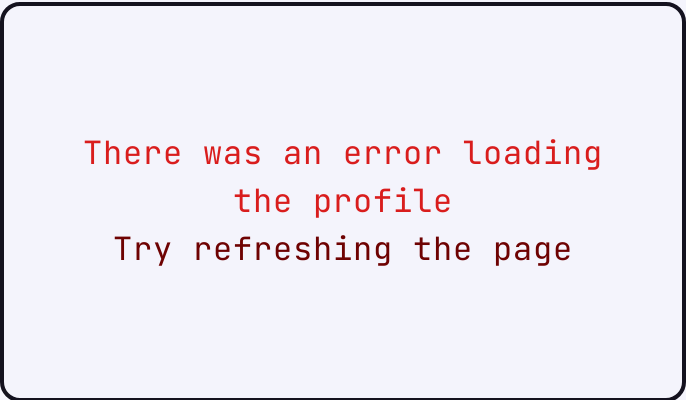 There was an error loading
the profile
Try refreshing the page